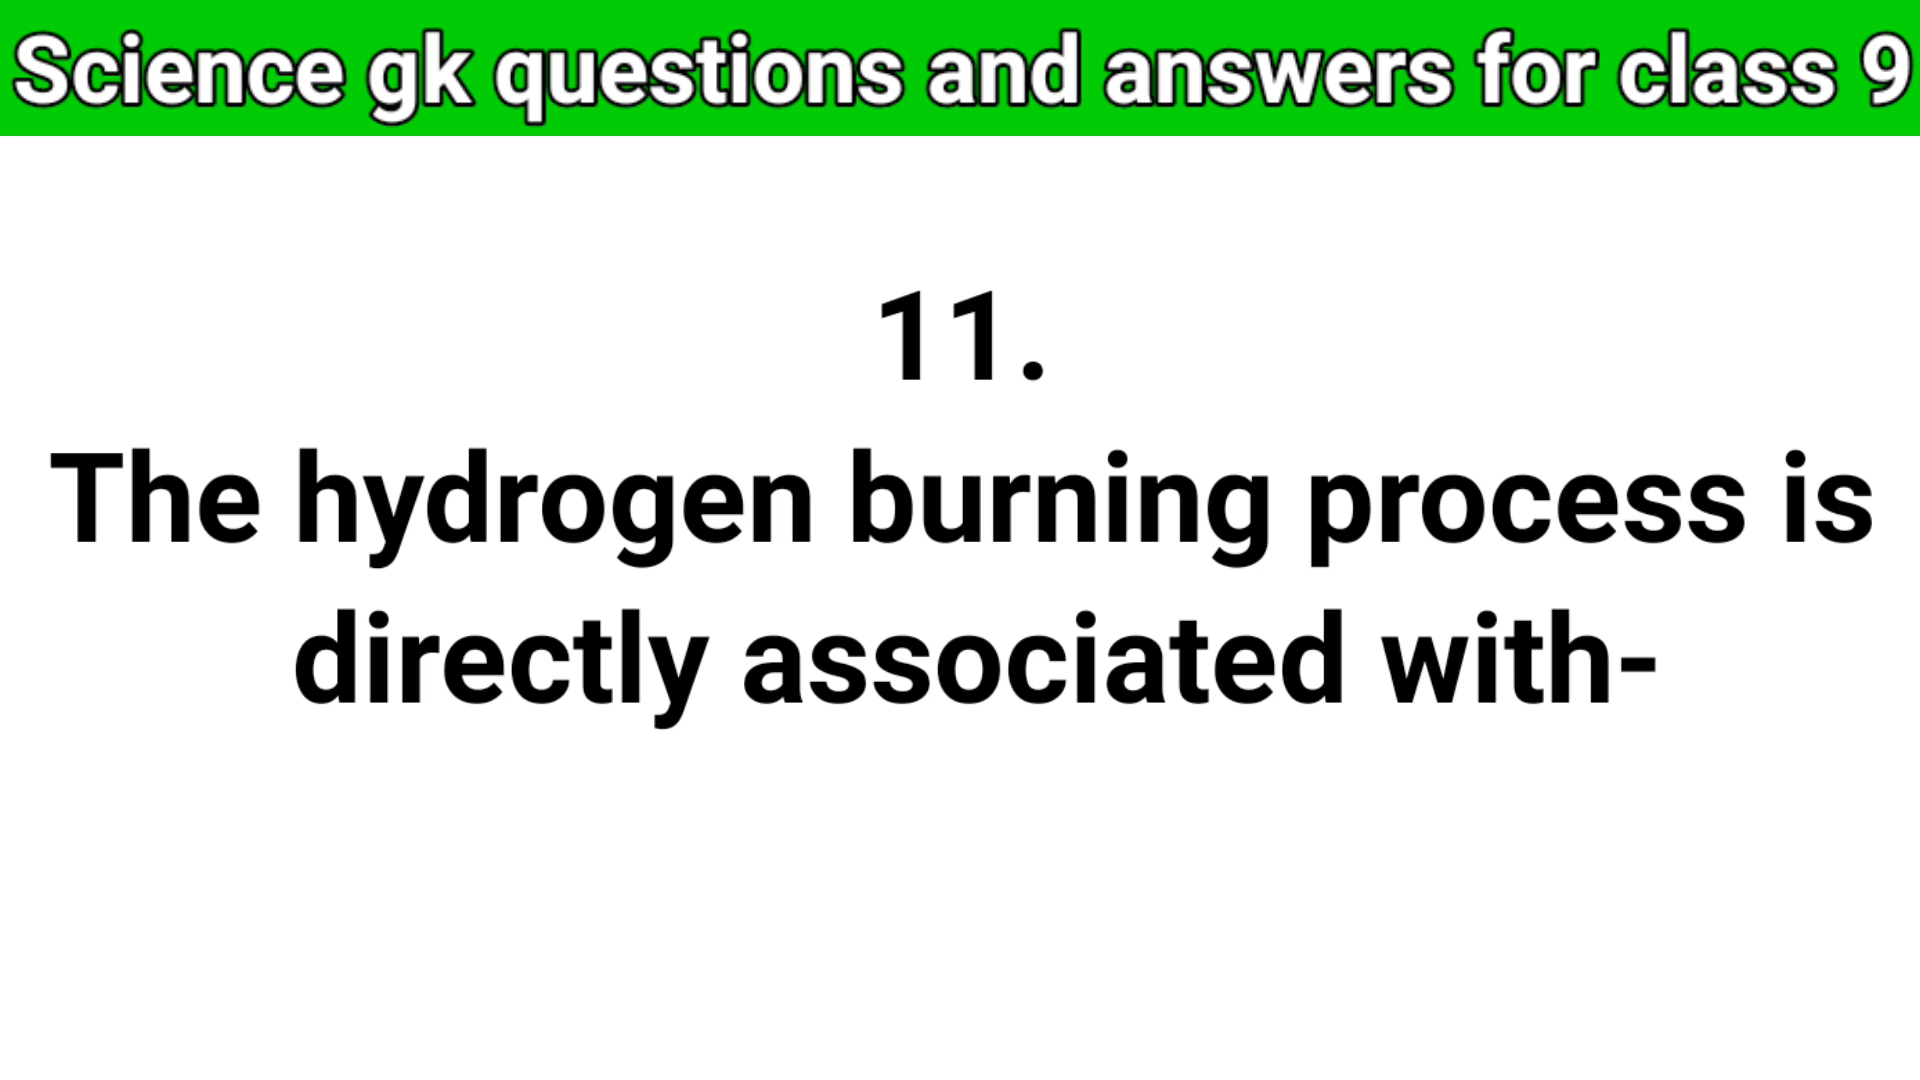 Science gk questions and answers for class 9
11.
The hydrogen burning process is
directly associated with-